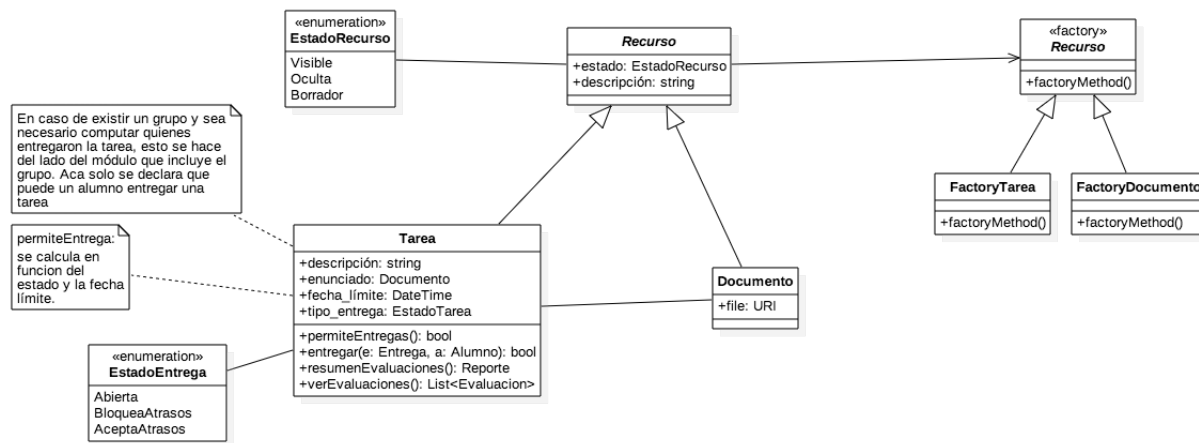 «enumeration»
EstadoRecurso
Visible
Oculta
Borrador
Recurso
+estado: EstadoRecurso
+descripción: string
«factory»
Recurso
+factoryMethod()
En caso de existir un grupo y sea
necesario computar quienes
entregaron la tarea, esto se hace
del lado del módulo que incluye el
grupo. Aca solo se declara que
puede un alumno entregar una
tarea
FactoryTarea
+factoryMethod()
FactoryDocumento
+factoryMethod()
permiteEntrega:
se calcula en
funcion del
estado y la fecha
límite.
Tarea
+descripción: string
+enunciado: Documento
+fecha_límite: DateTime
+tipo_entrega: EstadoTarea
+permiteEntregas(): bool
+entregar(e: Entrega, a: Alumno): bool
+resumenEvaluaciones(): Reporte
+verEvaluaciones(): List<Evaluacion>
Documento
+file: URI
«enumeration»
EstadoEntrega
Abierta
BloqueaAtrasos
AceptaAtrasos